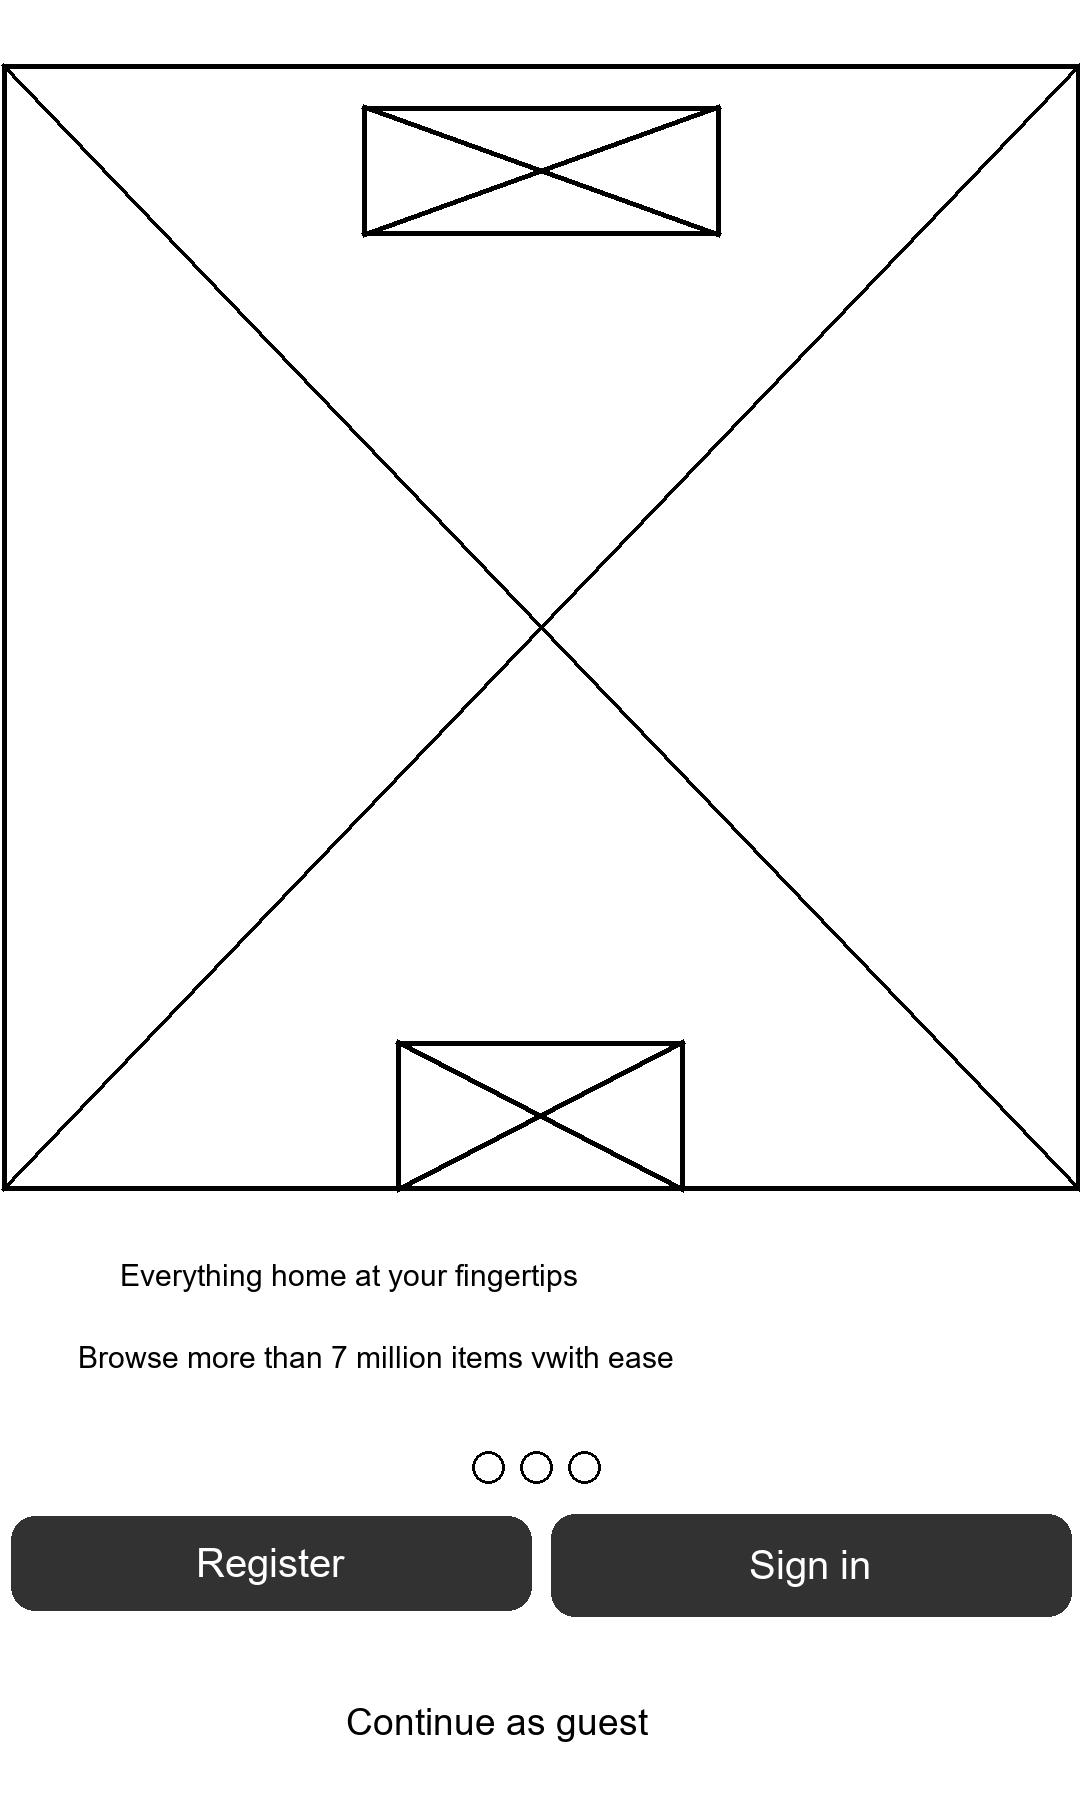 Everything home at your fingertips
Browse more than 7 million items vwith ease
Register
Sign in
Continue as guest